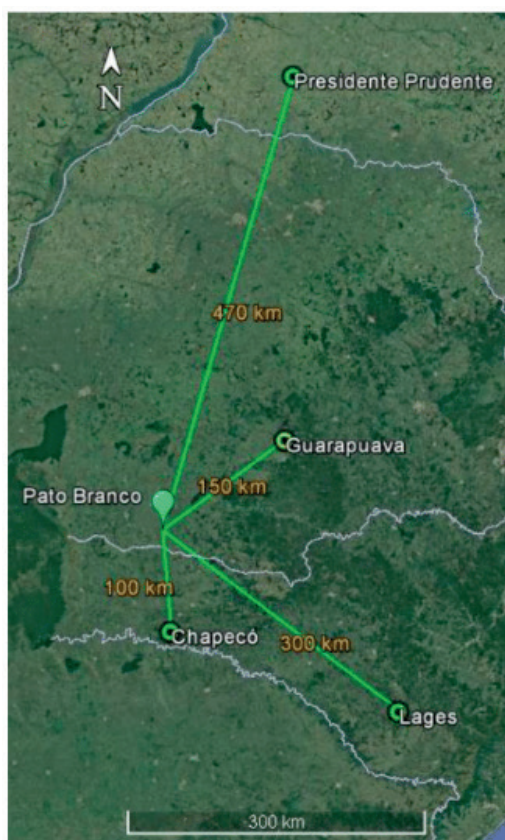 N
Presidente Prudente
470 km
Guarapuava
150 km
Pato Branco
100 km
Chapecó
300 km
Lages
300 km